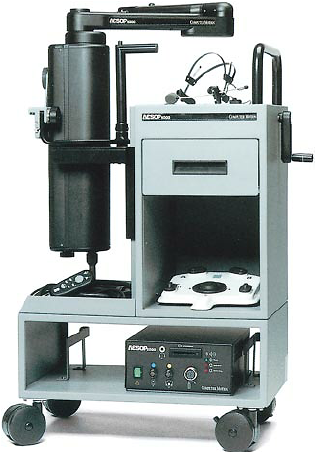 AESOP 3000 COMPUTER MOTION
AESOP 3000 COMPUTER MOTION
AESOP 3000
COMPUTER MOTION